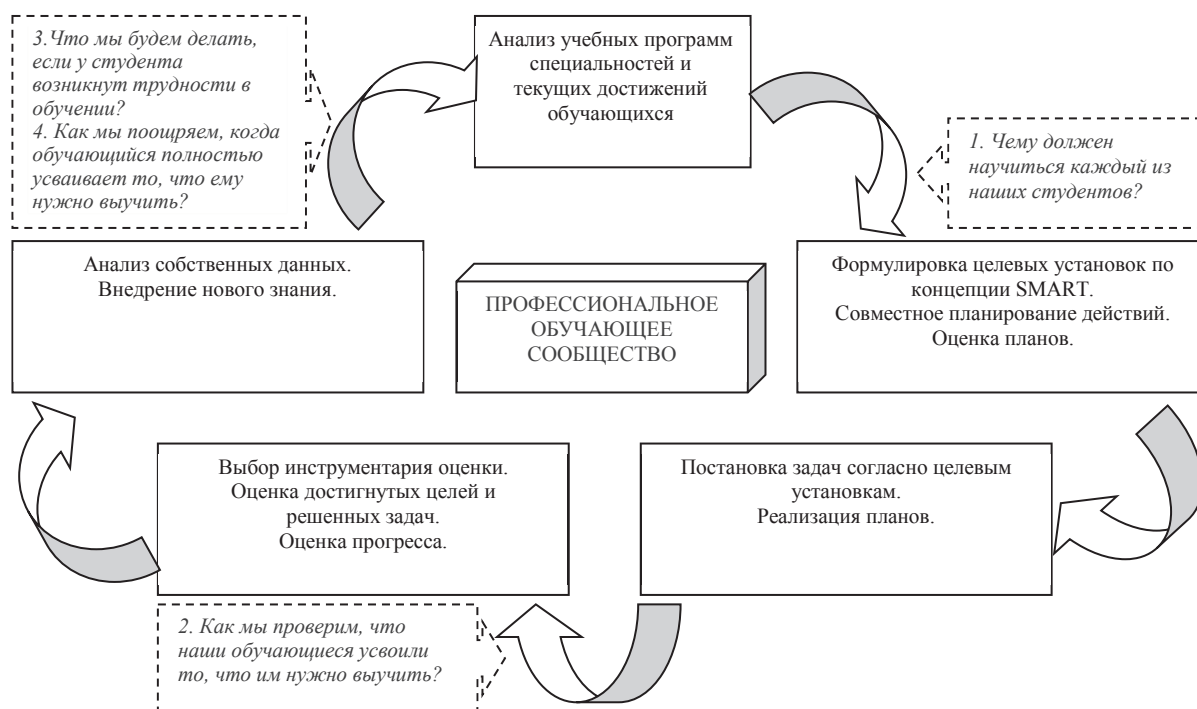 3.Что мы будем делать,
если у студента
возникнут трудности в
обучении?
4. Как мы поощряем, когда
обучающийся полностью
усваивает то, что ему
нужно выучить?
Анализ учебных программ
специальностей и
текущих достижений
обучающихся
1. Чему должен
научиться каждый из
наших студентов?
Анализ собственных данных.
Внедрение нового знания.
ПРОФЕССИОНАЛЬНОЕ
ОБУЧАЮЩЕЕ
СООБЩЕСТВО
Формулировка целевых установок по
концепции SMART.
Совместное планирование действий.
Оценка планов.
Выбор инструментария оценки.
Оценка достигнутых целей и
решенных задач.
Оценка прогресса.
Постановка задач согласно целевым
установкам.
Реализация планов.
2. Как мы проверим, что
наши обучающиеся усвоили
то, что им нужно выучить?